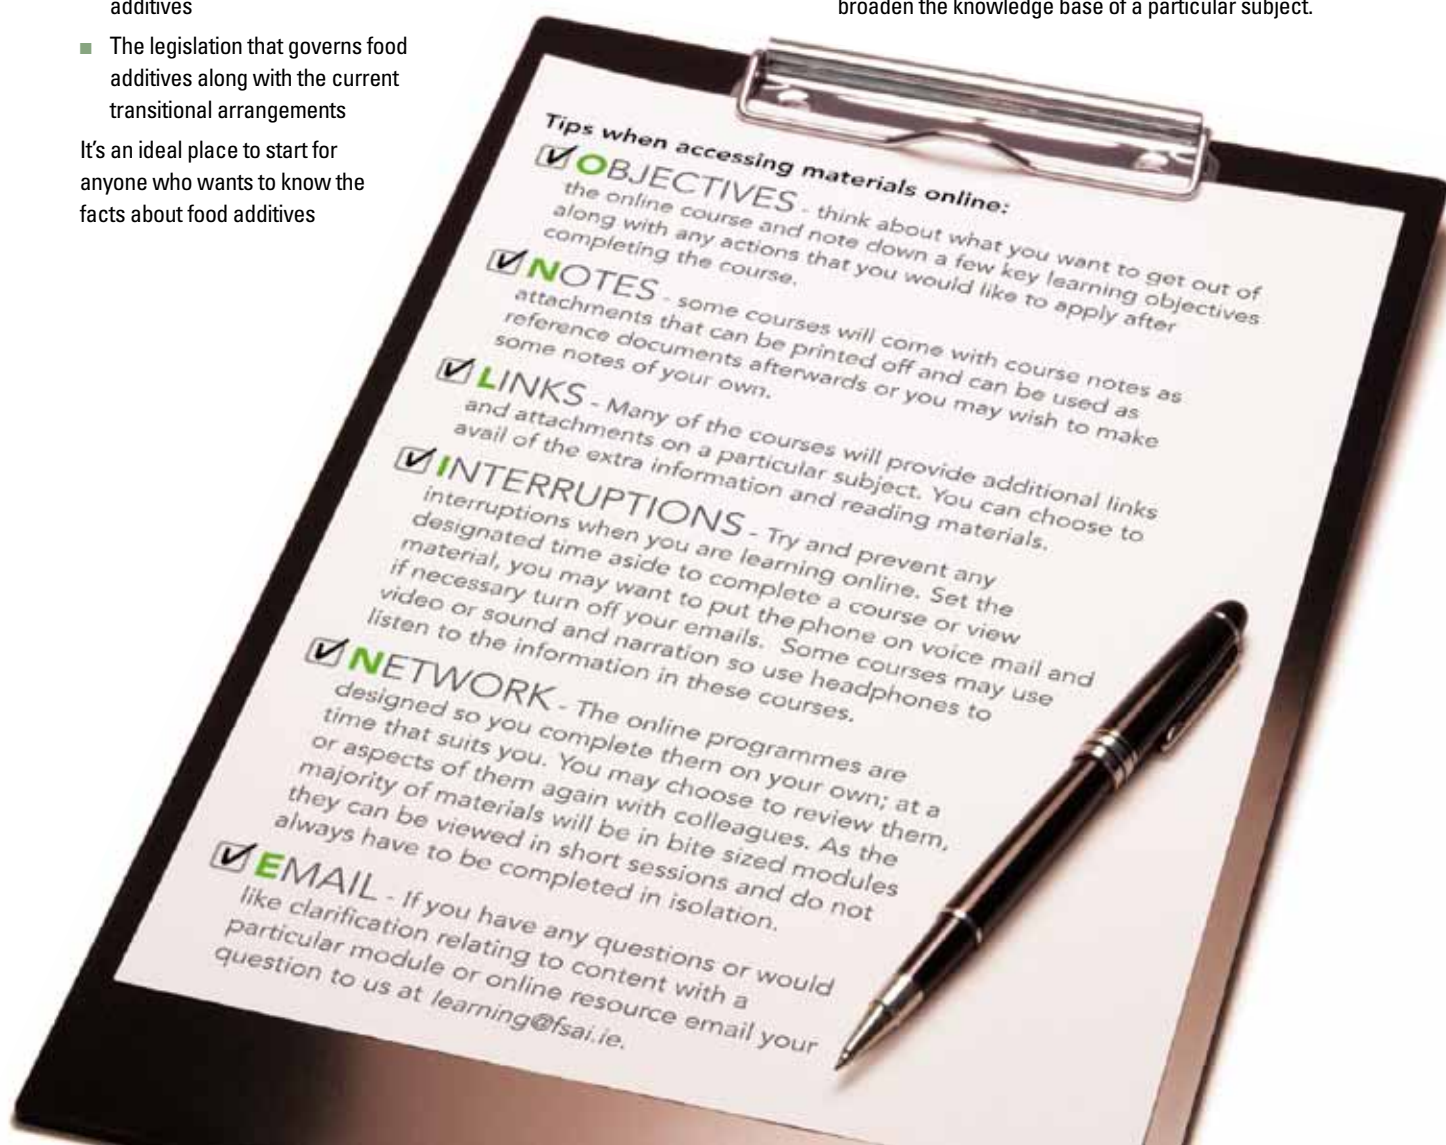 additives
■ The legislation that governs food
additives along with the current
transitional arrangements
It's an ideal place to start for
anyone who wants to know the
facts about food additives
broaden the knowledge base of a particular subject.
Tips when accessing materials online:
OBJECTIVES - think about what you want to get out of
the online course and note down a few key learning objectives
along with any actions that you would like to apply after
completing the course.
NOTES - some courses will come with course notes as
attachments that can be printed off and can be used as
reference documents afterwards or you may wish to make
some notes of your own.
LINKS - Many of the courses will provide additional links
and attachments on a particular subject. You can choose to
avail of the extra information and reading materials.
INTERRUPTIONS - Try and prevent any
interruptions when you are learning online. Set the
designated time aside to complete a course or view
material, you may want to put the phone on voice mail and
if necessary turn off your emails. Some courses may use
video or sound and narration so use headphones to
listen to the information in these courses.
NETWORK - The online programmes are
designed so you complete them on your own; at a
time that suits you. You may choose to review them,
or aspects of them again with colleagues. As the
majority of materials will be in bite sized modules
they can be viewed in short sessions and do not
always have to be completed in isolation.
EMAIL - If you have any questions or would
like clarification relating to content with a
particular module or online resource email your
question to us at learning@fsai.ie.